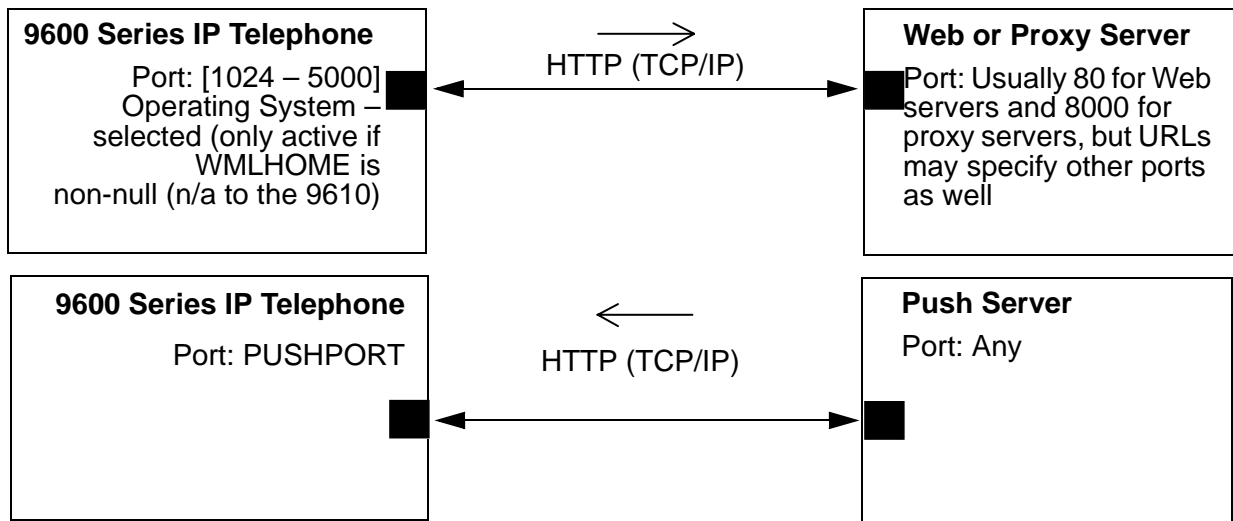 9600 Series IP Telephone
Port: [1024 – 5000]
Operating System –
selected (only active if
WMLHOME is
non-null (n/a to the 9610)
HTTP (TCP/IP)
Web or Proxy Server
Port: Usually 80 for Web
servers and 8000 for
proxy servers, but URLs
may specify other ports
as well
9600 Series IP Telephone
Port: PUSHPORT
HTTP (TCP/IP)
Push Server
Port: Any